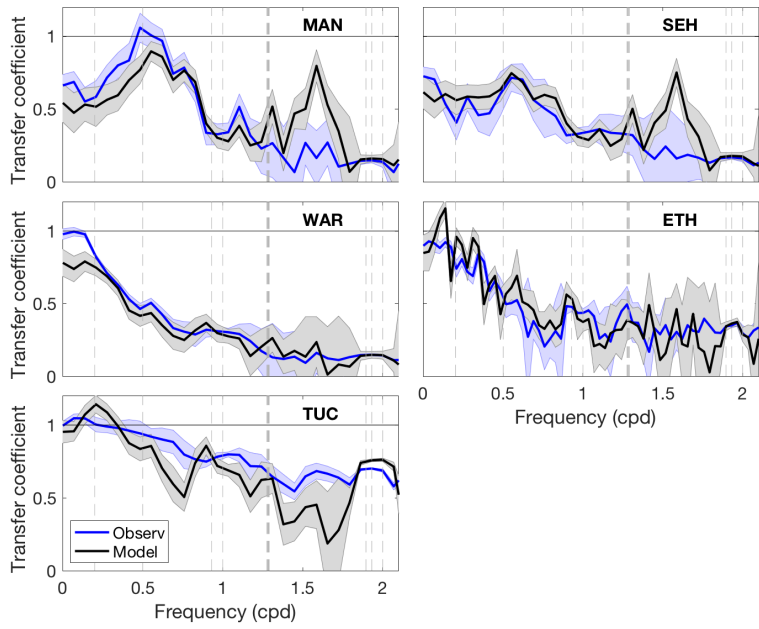 MAN
SEH
Transfer coefficient
1
0.5
0
1
0.5
0
WAR
ETH
Transfer coefficient
1
0.5
0
1
0.5
0
0 0.5 1 1.5 2
Frequency (cpd)
TUC
Transfer coefficient
1
0.5
0
Observ
Model
0 0.5 1 1.5 2
Frequency (cpd)